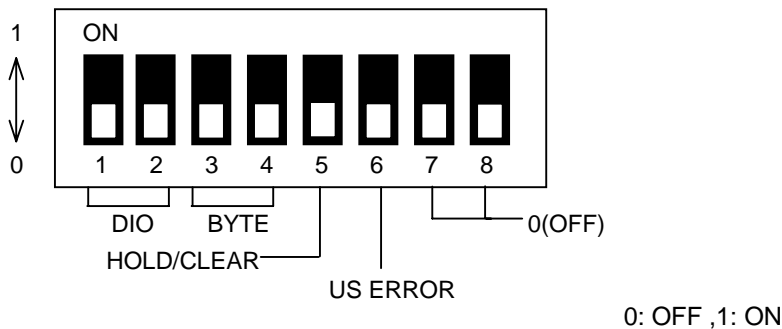 1 ON
0 1 2 3 4 5 6 7 8
DIO BYTE 0(OFF)
HOLD/CLEAR
US ERROR
0: OFF ,1: ON